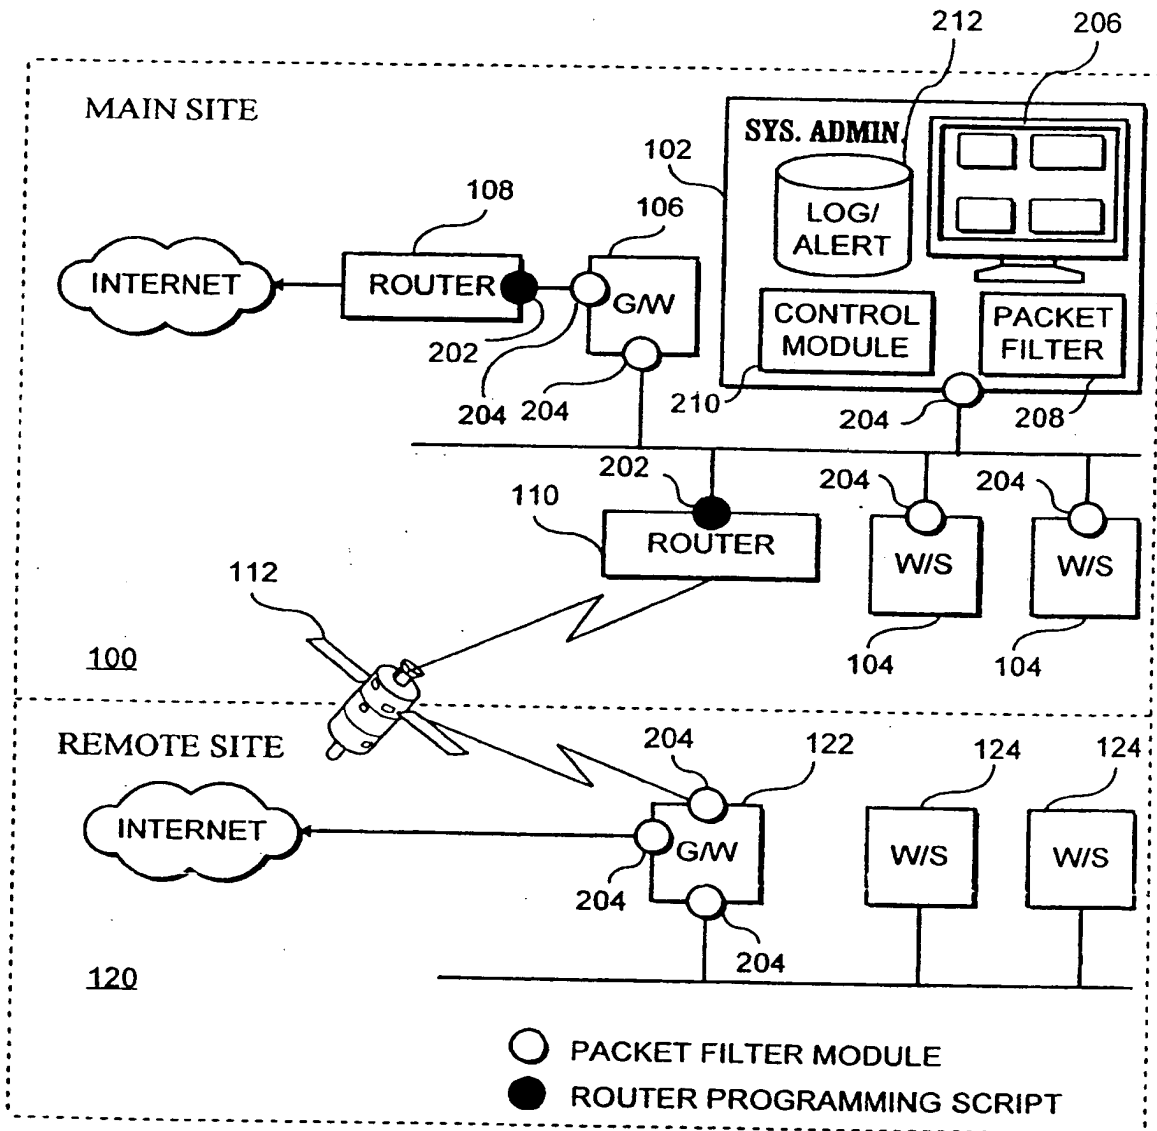 212
206
MAIN SITE
SYS. ADMIN.
102
108
106
LOG/
ALERT
INTERNET
ROUTER
G/W
CONTROL
MODULE
PACKET
FILTER
202
204
204
210
204
208
202
204
204
110
ROUTER
W/S
W/S
112
100
104
104
REMOTE SITE
204
122
124
124
INTERNET
G/W
W/S
W/S
204
204
120
PACKET FILTER MODULE
ROUTER PROGRAMMING SCRIPT